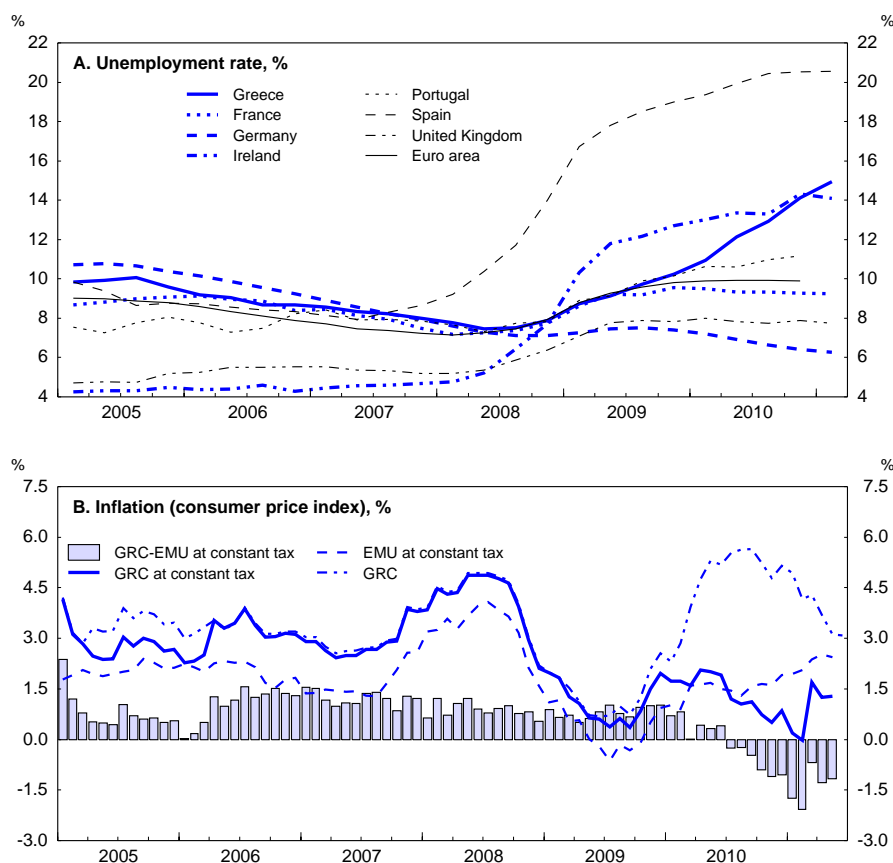 % %
A. Unemployment rate, %
Greece Portugal
France Spain
Germany United Kingdom
Ireland Euro area
22 22
20 20
18 18
16 16
14 14
12 12
10 10
8 8
6 6
4 4
2005 2006 2007 2008 2009 2010
% %
B. Inflation (consumer price index), %
GRC-EMU at constant tax EMU at constant tax
GRC at constant tax GRC
7.5 7.5
6.0 6.0
4.5 4.5
3.0 3.0
1.5 1.5
0.0 0.0
-1.5 -1.5
-3.0 -3.0
2005 2006 2007 2008 2009 2010